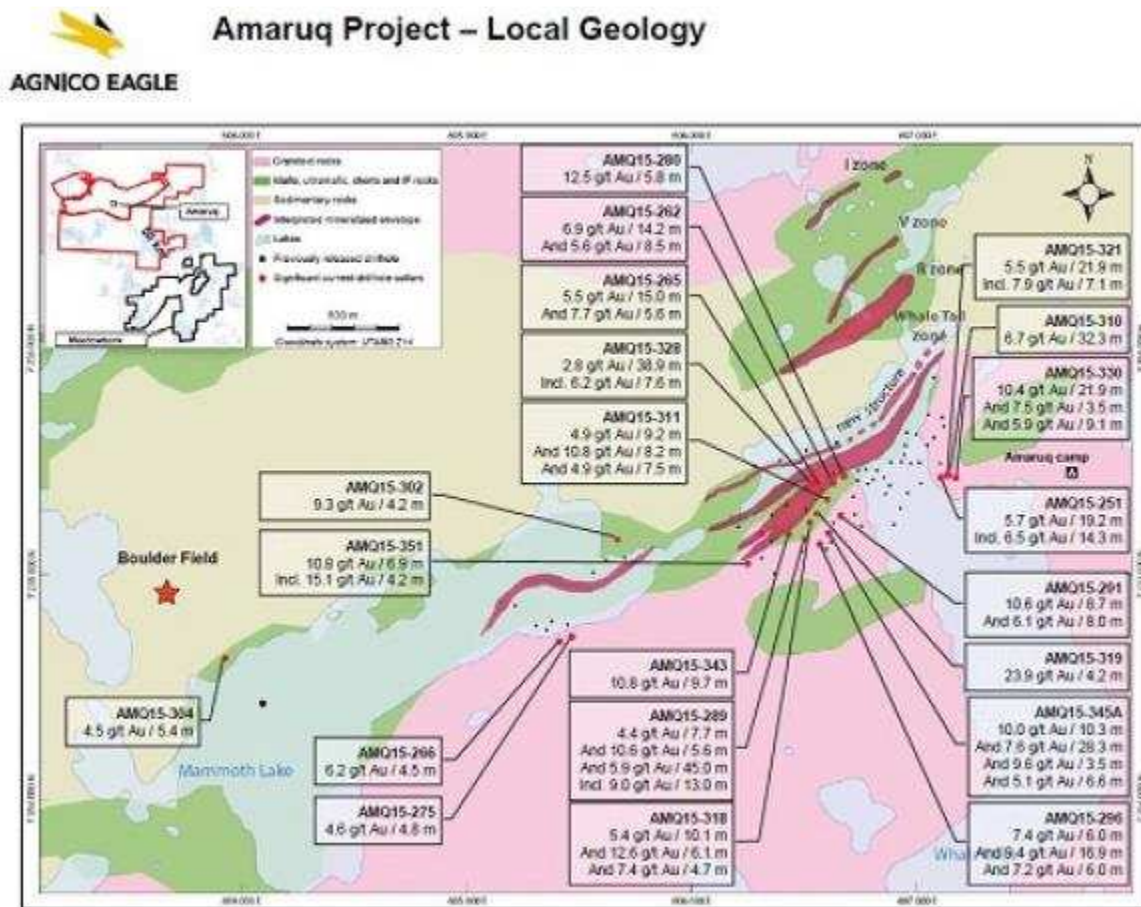 Amaruq Project – Local Geology
AGNICO EAGLE
Amaruq
Granitoid rocks
Mafic, ultramafic, cherts and IF rocks
Sedimentary rocks
Interpreted mineralized envelope
Lakes
Previously released drillhole
Significant current drillhole collars
I zone
V zone
R zone
Whale Tail
zone
New structure
N
AMQ15-280
12.5 g/t Au / 5.8 m
AMQ15-262
6.9 g/t Au / 14.2 m
And 5.6 g/t Au / 8.5 m
AMQ15-265
5.5 g/t Au / 15.0 m
And 7.7 g/t Au / 5.6 m
AMQ15-328
2.8 g/t Au / 38.9 m
Incl. 6.2 g/t Au / 7.6 m
AMQ15-311
4.9 g/t Au / 9.2 m
And 10.8 g/t Au / 8.2 m
And 4.9 g/t Au / 7.5 m
AMQ15-321
5.5 g/t Au / 21.9 m
Incl. 7.9 g/t Au / 7.1 m
AMQ15-310
6.7 g/t Au / 32.3 m
AMQ15-330
10.4 g/t Au / 21.9 m
And 7.5 g/t Au / 3.5 m
And 5.9 g/t Au / 9.1 m
Amaruq camp
AMQ15-302
9.3 g/t Au / 4.2 m
AMQ15-351
10.9 g/t Au / 6.9 m
Incl. 15.1 g/t Au / 4.2 m
Boulder Field
AMQ15-251
5.7 g/t Au / 19.2 m
Incl. 6.5 g/t Au / 14.3 m
AMQ15-291
10.6 g/t Au / 8.7 m
And 6.1 g/t Au / 8.0 m
AMQ15-319
23.9 g/t Au / 4.2 m
AMQ15-343
10.8 g/t Au / 9.7 m
AMQ15-289
4.4 g/t Au / 7.7 m
And 10.6 g/t Au / 5.6 m
And 5.9 g/t Au / 45.0 m
Incl. 9.0 g/t Au / 13.0 m
AMQ15-345A
10.0 g/t Au / 10.3 m
And 7.6 g/t Au / 28.3 m
And 9.6 g/t Au / 3.5 m
And 5.1 g/t Au / 6.6 m
AMQ15-304
4.5 g/t Au / 5.4 m
Mammoth Lake
AMQ15-266
6.2 g/t Au / 4.5 m
AMQ15-275
4.6 g/t Au / 4.8 m
AMQ15-318
5.4 g/t Au / 10.1 m
And 12.6 g/t Au / 6.1 m
And 7.4 g/t Au / 4.7 m
AMQ15-296
7.4 g/t Au / 6.0 m
And 9.4 g/t Au / 16.9 m
And 7.2 g/t Au / 6.0 m